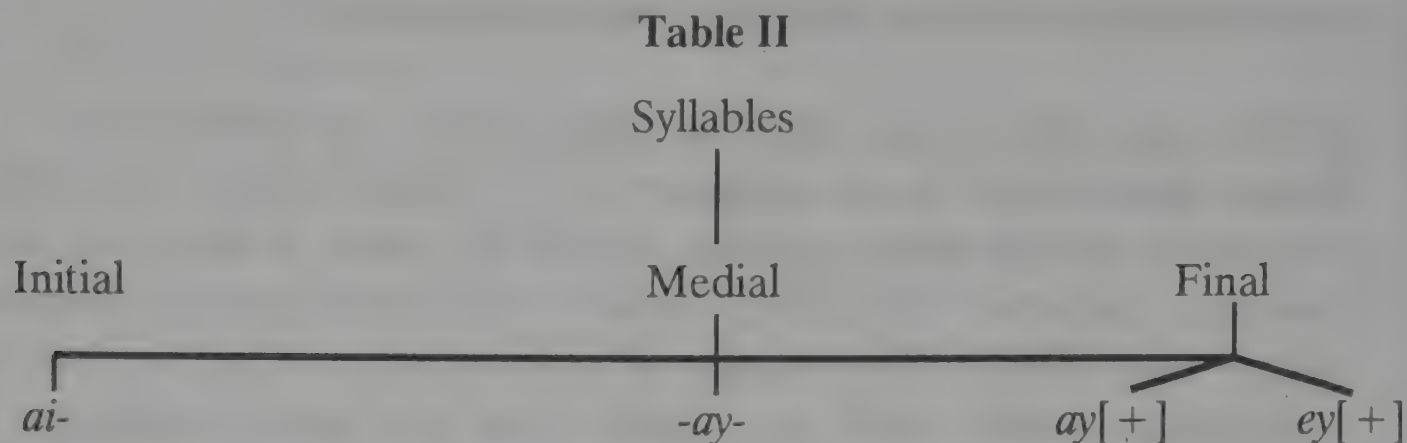 Table II
Syllables
Initial Medial Final
ai- -ay- ay[+] ey[+]